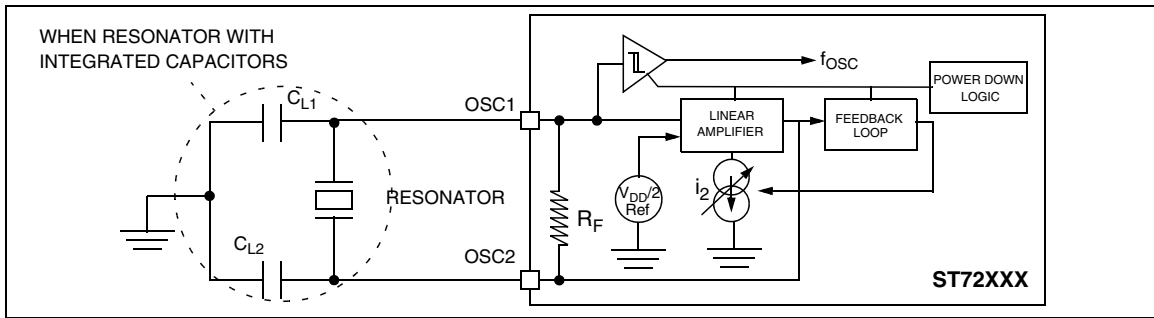 WHEN RESONATOR WITH
INTEGRATED CAPACITORS
CL1
OSC1
fOSC
POWER DOWN
LOGIC
LINEAR
AMPLIFIER
FEEDBACK
LOOP
RESONATOR
RF
VDD/2
Ref
i2
CL2
OSC2
ST72XXX